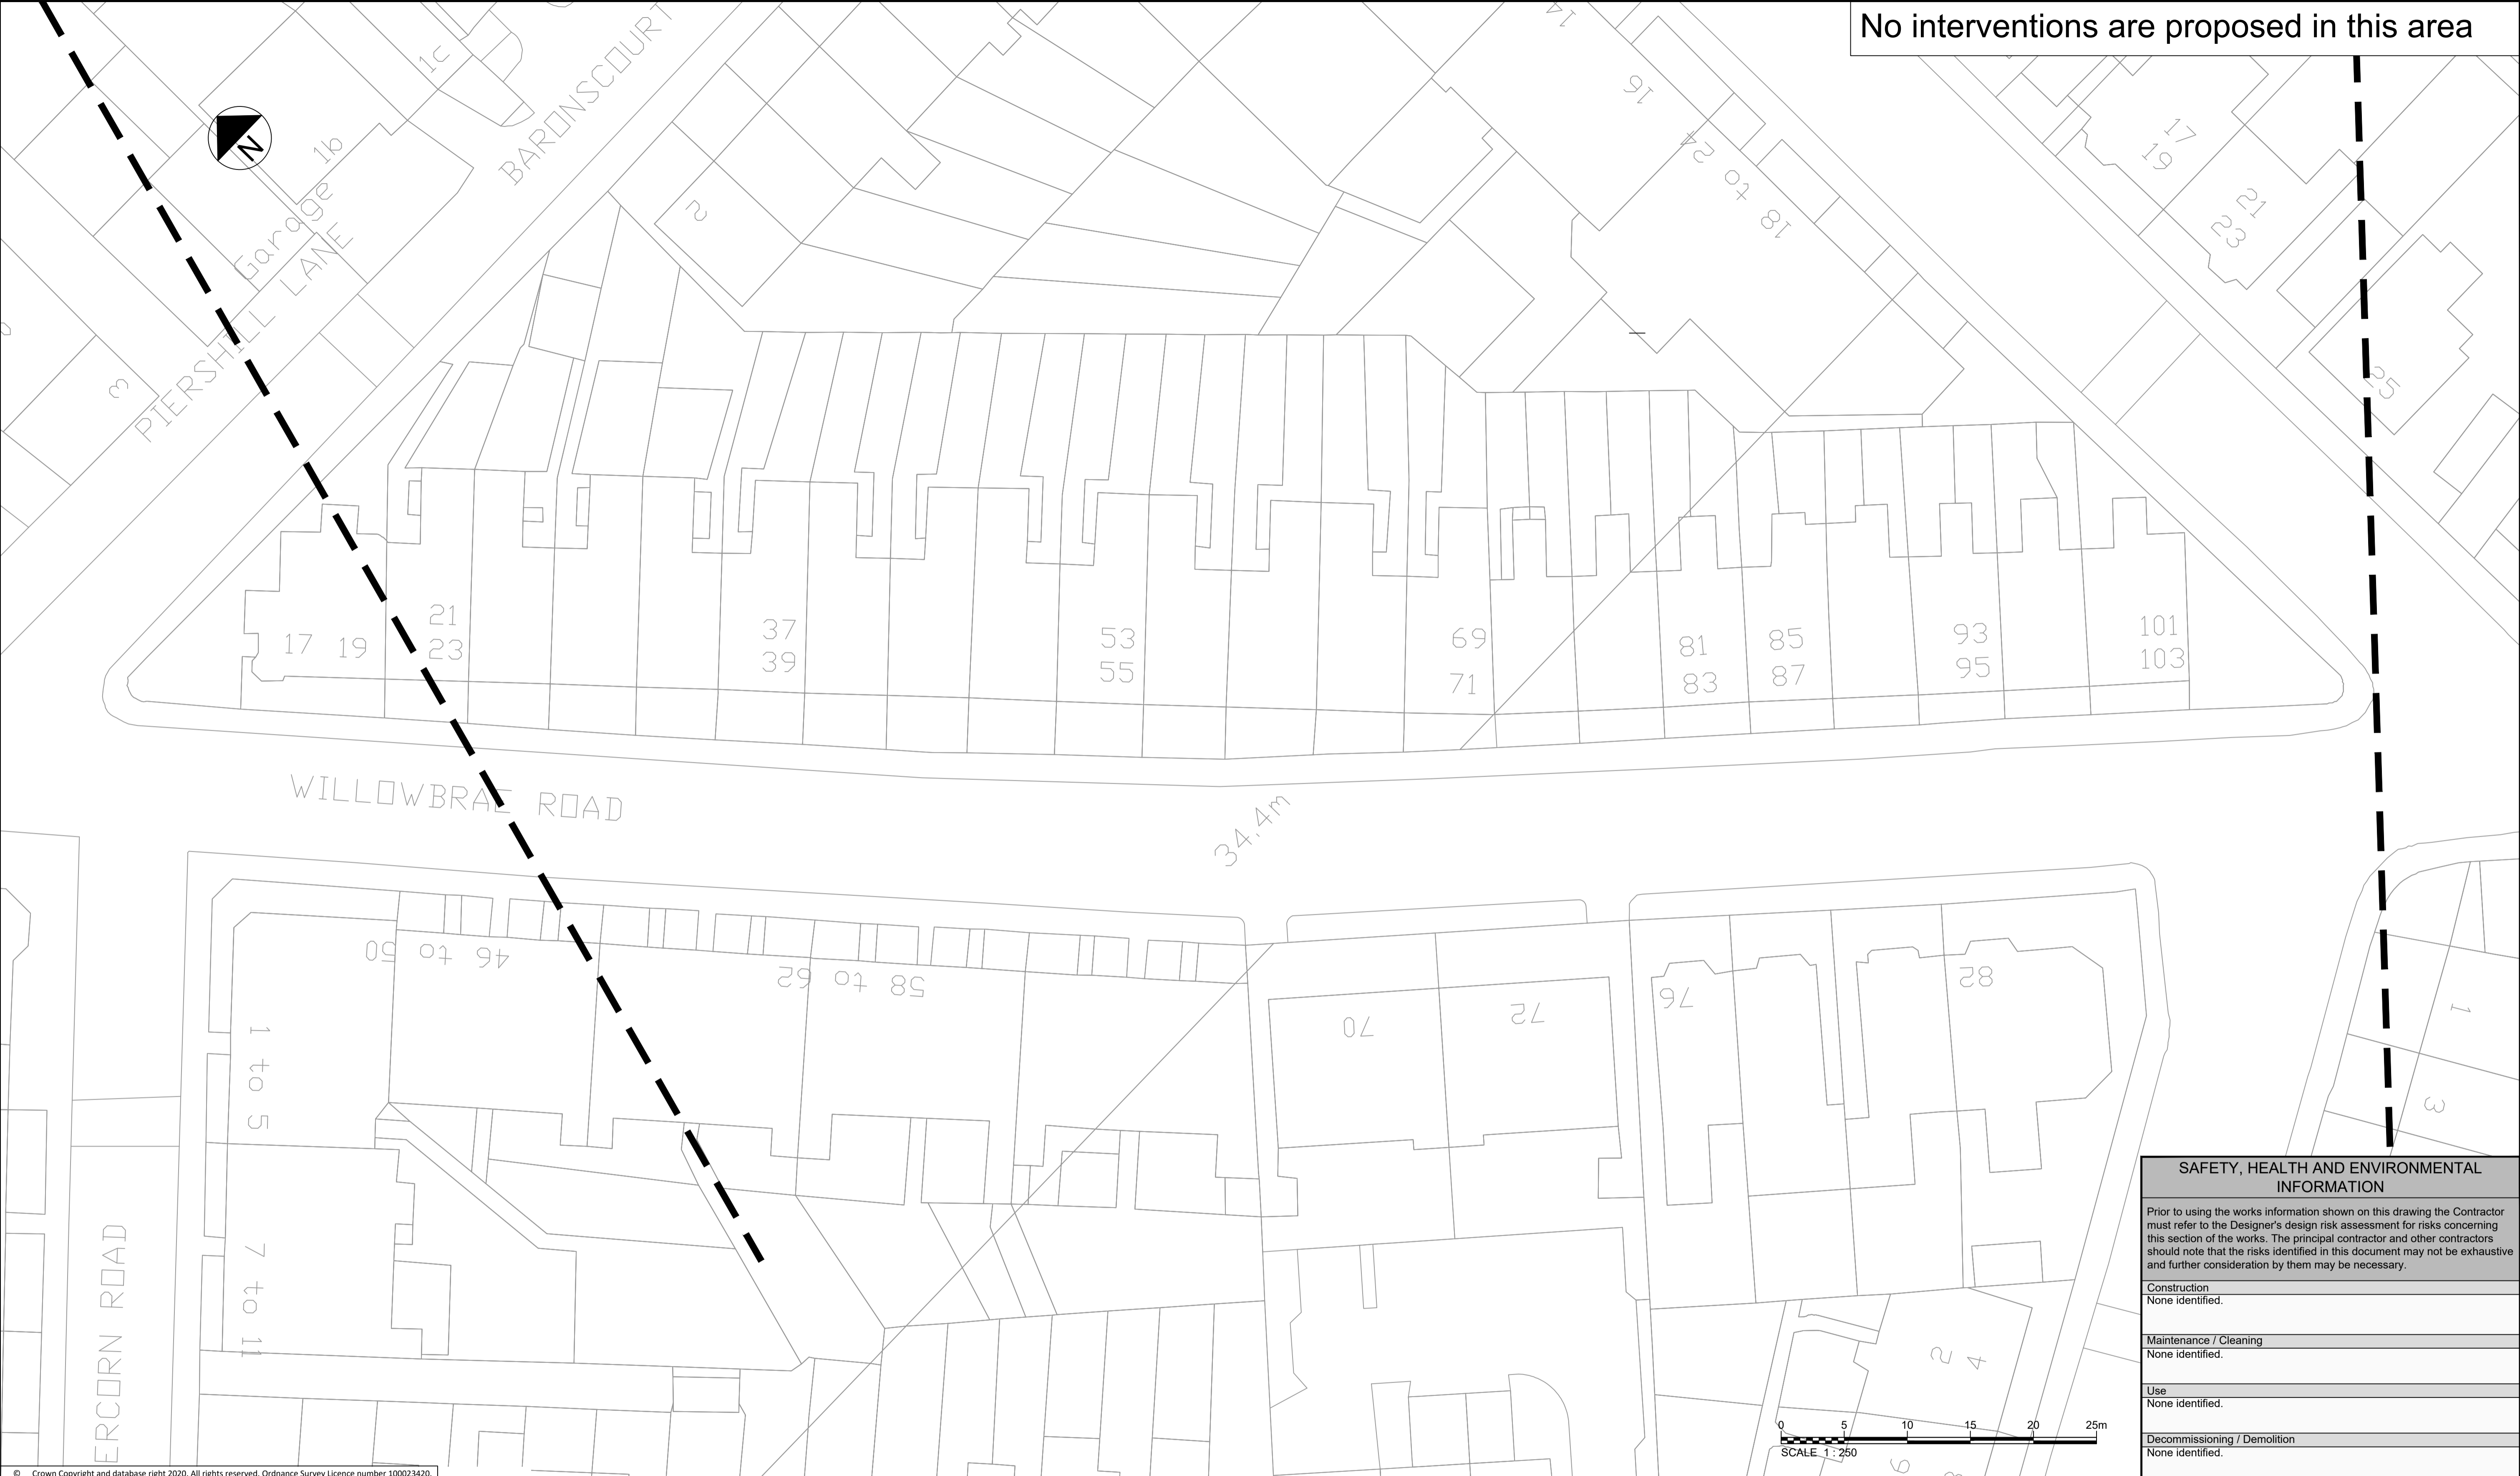 No interventions are proposed in this area
1c
BARONSCOURT
14
16
18 to 24
17
19
21
23
25
N
1b
Garage
PIERSHILL LANE
2
3
17 19
21
23
37
39
53
55
69
71
81
83
85
87
93
95
101
103
WILLOWBRAE ROAD
34.4m
46 to 50
58 to 62
70
72
76
82
1 to 5
7 to 11
ERCORN ROAD
1
3
2
4
6
SAFETY, HEALTH AND ENVIRONMENTAL
INFORMATION
Prior to using the works information shown on this drawing the Contractor
must refer to the Designer's design risk assessment for risks concerning
this section of the works. The principal contractor and other contractors
should note that the risks identified in this document may not be exhaustive
and further consideration by them may be necessary.
Construction
None identified.
Maintenance / Cleaning
None identified.
Use
None identified.
Decommissioning / Demolition
None identified.
0 5 10 15 20 25m
SCALE 1 : 250
© Crown Copyright and database right 2020. All rights reserved. Ordnance Survey Licence number 100023420.